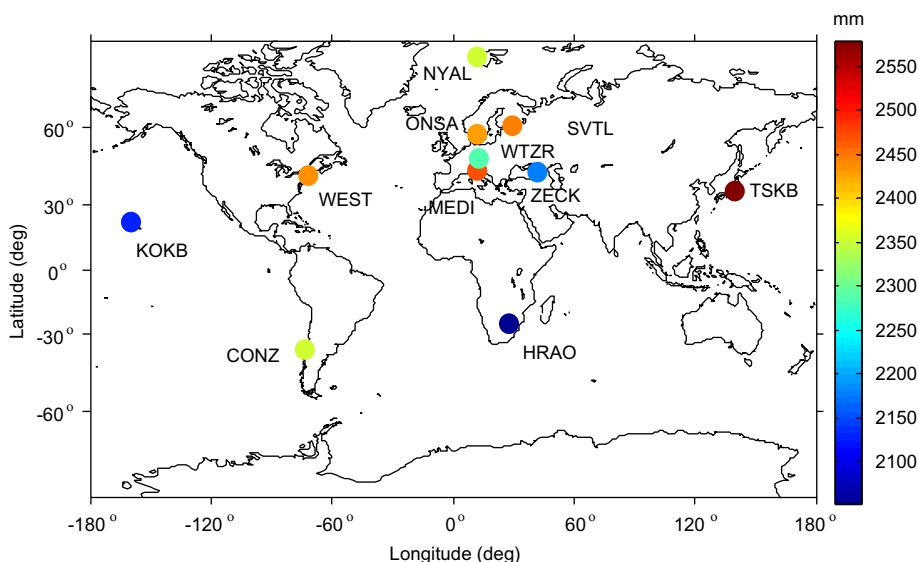 mm
NYAL
ONSA
SVTL
WTZR
WEST
MEDI
ZECK
TSKB
KOKB
CONZ
HRAO
60°
30°
0°
-30°
-60°
Latitude (deg)
-180° -120° -60° 0° 60° 120° 180°
Longitude (deg)
2550
2500
2450
2400
2350
2300
2250
2200
2150
2100